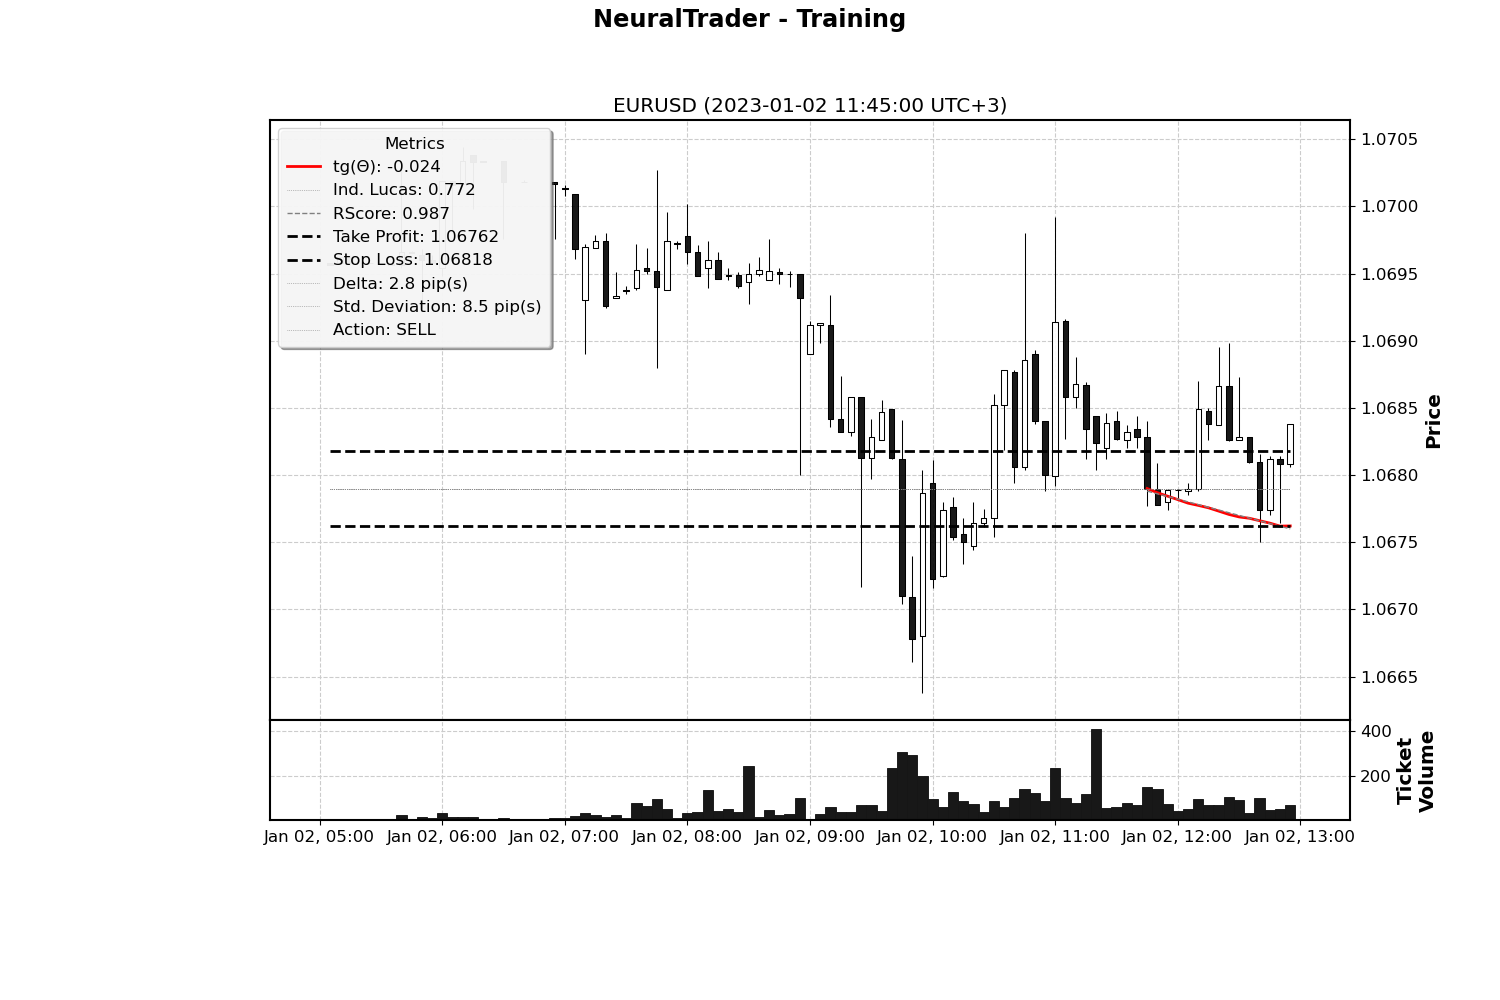 NeuralTrader - Training
EURUSD (2023-01-02 11:45:00 UTC+3)
Metrics
tg(Θ): -0.024
Ind. Lucas: 0.772
RScore: 0.987
Take Profit: 1.06762
Stop Loss: 1.06818
Delta: 2.8 pip(s)
Std. Deviation: 8.5 pip(s)
Action: SELL
1.0705
1.0700
1.0695
1.0690
1.0685
1.0680
1.0675
1.0670
1.0665
Price
400
200
Ticket
Volume
Jan 02, 05:00 Jan 02, 06:00 Jan 02, 07:00 Jan 02, 08:00 Jan 02, 09:00 Jan 02, 10:00 Jan 02, 11:00 Jan 02, 12:00 Jan 02, 13:00